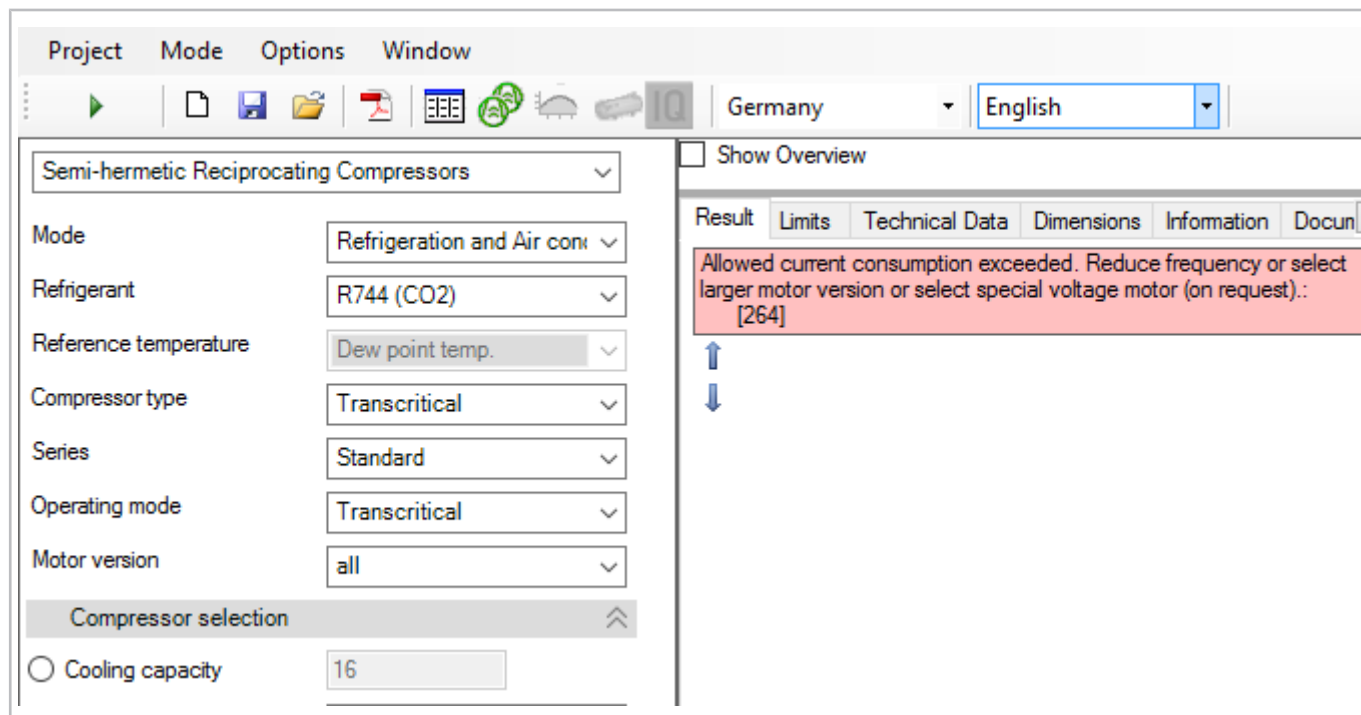 Project Mode Options Window
IQ Germany English
Semi-hermetic Reciprocating Compressors
Mode Refrigeration and Air con
Refrigerant R744 (CO2)
Reference temperature Dew point temp.
Compressor type Transcritical
Series Standard
Operating mode Transcritical
Motor version all
Compressor selection
Cooling capacity 16
Show Overview
Result Limits Technical Data Dimensions Information Docum
Allowed current consumption exceeded. Reduce frequency or select
larger motor version or select special voltage motor (on request).:
[264]